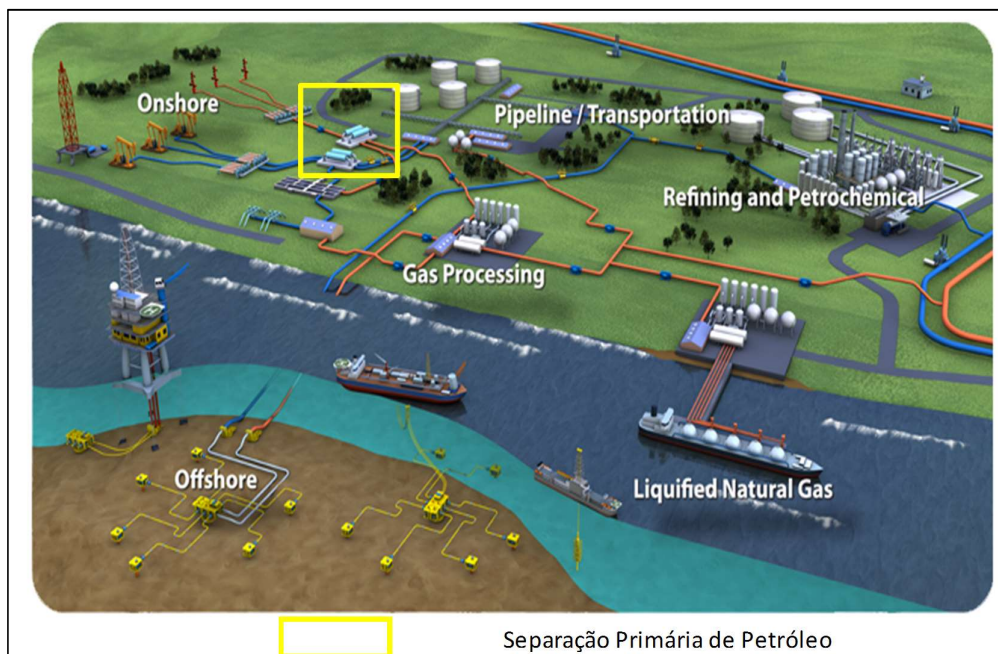 Onshore
Pipeline / Transportation
Refining and Petrochemical
Gas Processing
Offshore
Liquified Natural Gas
Separação Primária de Petróleo